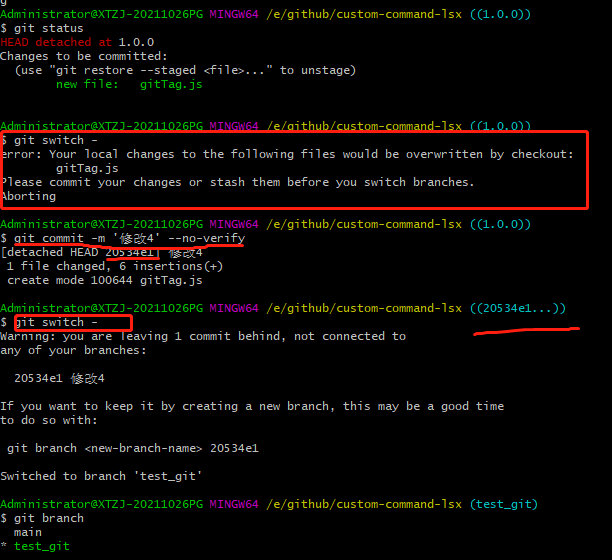 g
Administrator@XTZJ-20211026PG MINGW64 /e/github/custom-command-lsx ((1.0.0))
$ git status
HEAD detached at 1.0.0
Changes to be committed:
  (use "git restore --staged <file>..." to unstage)
        new file:   gitTag.js
Administrator@XTZJ-20211026PG MINGW64 /e/github/custom-command-lsx ((1.0.0))
$ git switch -
error: Your local changes to the following files would be overwritten by checkout:
        gitTag.js
Please commit your changes or stash them before you switch branches.
Aborting
Administrator@XTZJ-20211026PG MINGW64 /e/github/custom-command-lsx ((1.0.0))
$ git commit -m '修改4' --no-verify
[detached HEAD 20534e1] 修改4
 1 file changed, 6 insertions(+)
 create mode 100644 gitTag.js
Administrator@XTZJ-20211026PG MINGW64 /e/github/custom-command-lsx ((20534e1...))
$ git switch -
Warning: you are leaving 1 commit behind, not connected to
any of your branches:
  20534e1 修改4
If you want to keep it by creating a new branch, this may be a good time
to do so with:
 git branch <new-branch-name> 20534e1
Switched to branch 'test_git'
Administrator@XTZJ-20211026PG MINGW64 /e/github/custom-command-lsx (test_git)
$ git branch
  main
* test_git